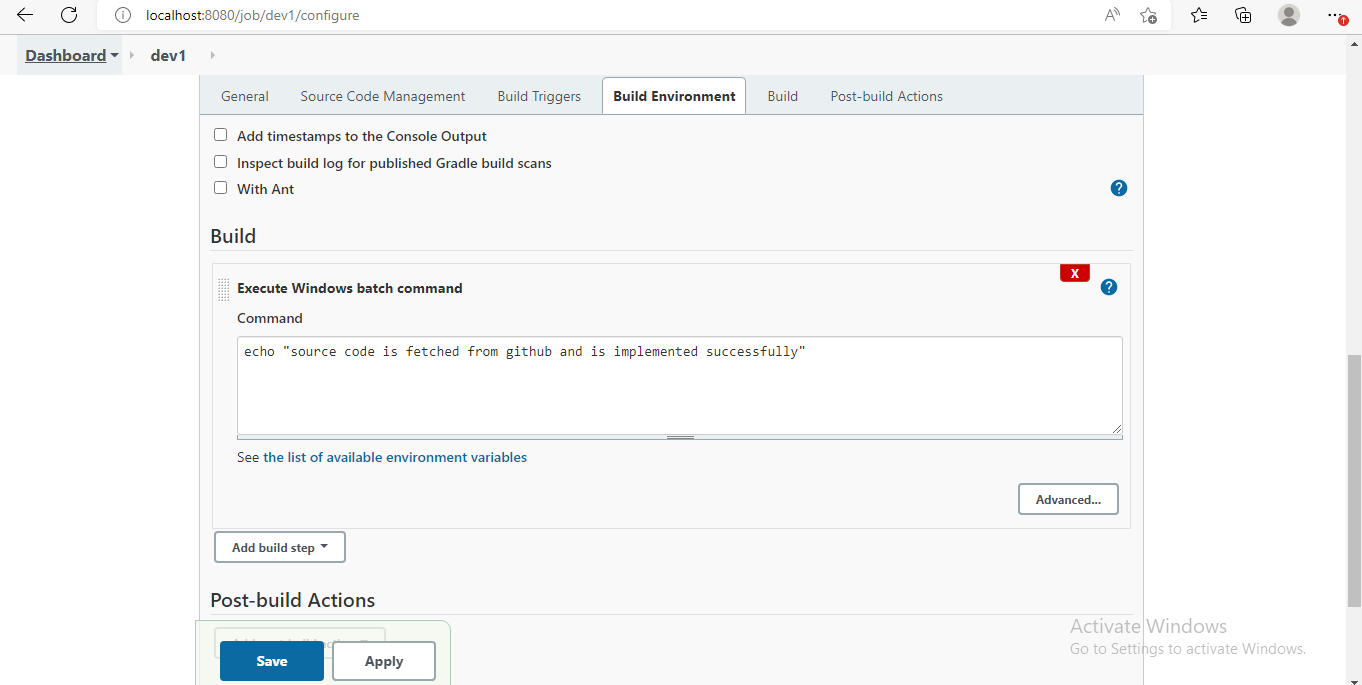 localhost:8080/job/dev1/configure
Dashboard dev1
General Source Code Management Build Triggers Build Environment Build Post-build Actions
Add timestamps to the Console Output
Inspect build log for published Gradle build scans
With Ant ?
Build
X
Execute Windows batch command ?
Command
echo "source code is fetched from github and is implemented successfully"
See the list of available environment variables
Advanced...
Add build step
Post-build Actions
Save Apply
Activate Windows
Go to Settings to activate Windows.